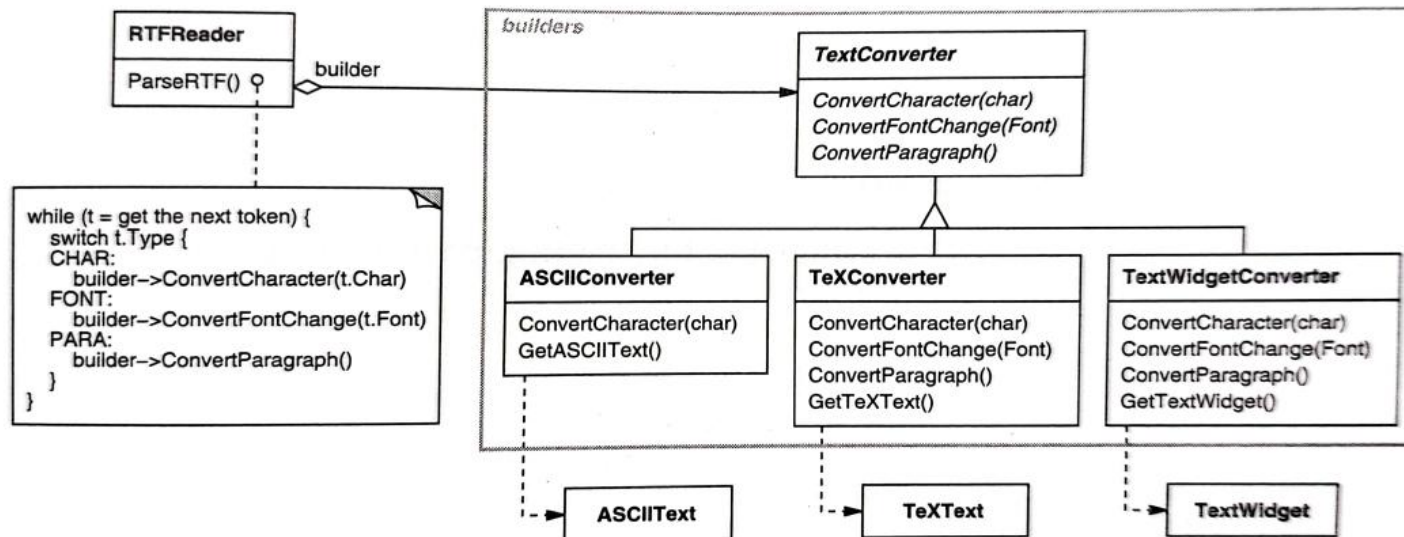 RTFReader
ParseRTF()
builder
while (t = get the next token) {
switch t.Type {
CHAR:
builder–>ConvertCharacter(t.Char)
FONT:
builder–>ConvertFontChange(t.Font)
PARA:
builder–>ConvertParagraph()
}
}
builders
TextConverter
ConvertCharacter(char)
ConvertFontChange(Font)
ConvertParagraph()
ASCIIConverter
ConvertCharacter(char)
GetASCIIText()
TeXConverter
ConvertCharacter(char)
ConvertFontChange(Font)
ConvertParagraph()
GetTeXText()
TextWidgetConverter
ConvertCharacter(char)
ConvertFontChange(Font)
ConvertParagraph()
GetTextWidget()
ASCIIText
TeXText
TextWidget